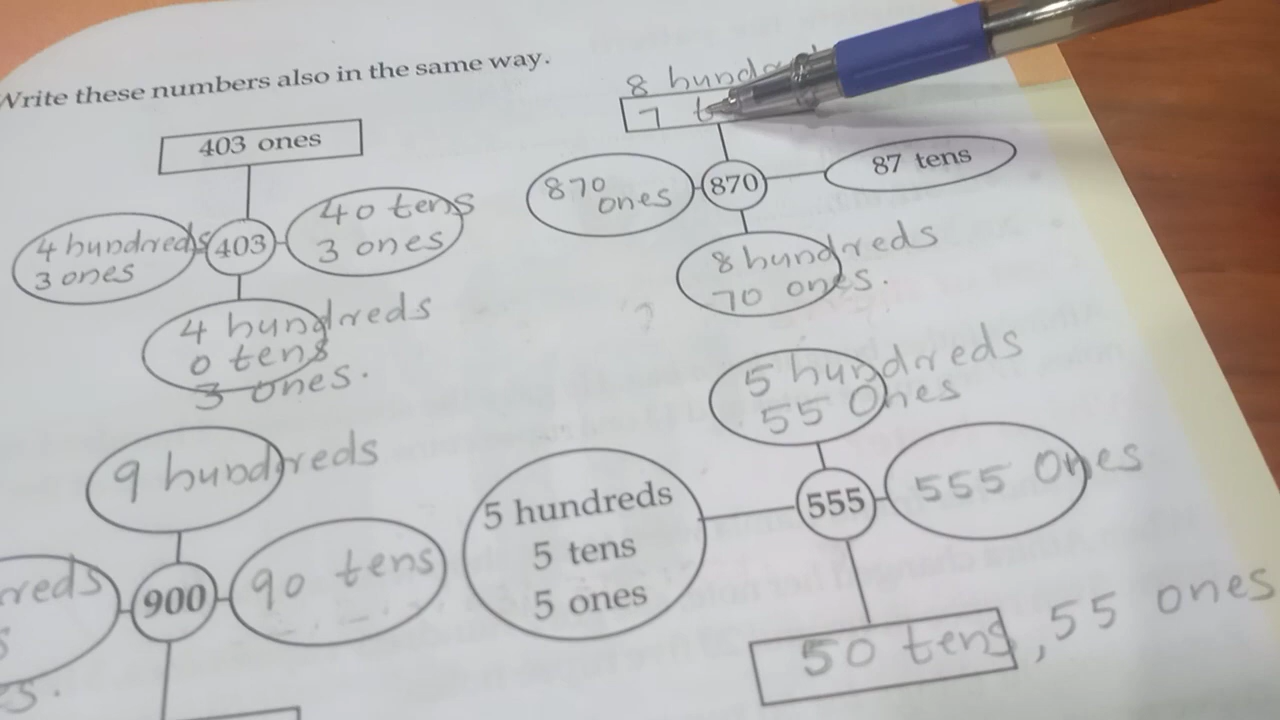 Write these numbers also in the same way.
403 ones
4 hundreds
3 ones
403
40 tens
3 ones
4 hundreds
0 tens
3 ones.
8
7
870
ones
870
87 tens
8 hundreds
70 ones.
9 hundreds
900
90 tens
5 hundreds
55 Ones
5 hundreds
5 tens
5 ones
555
555 Ones
50 tens, 55 ones